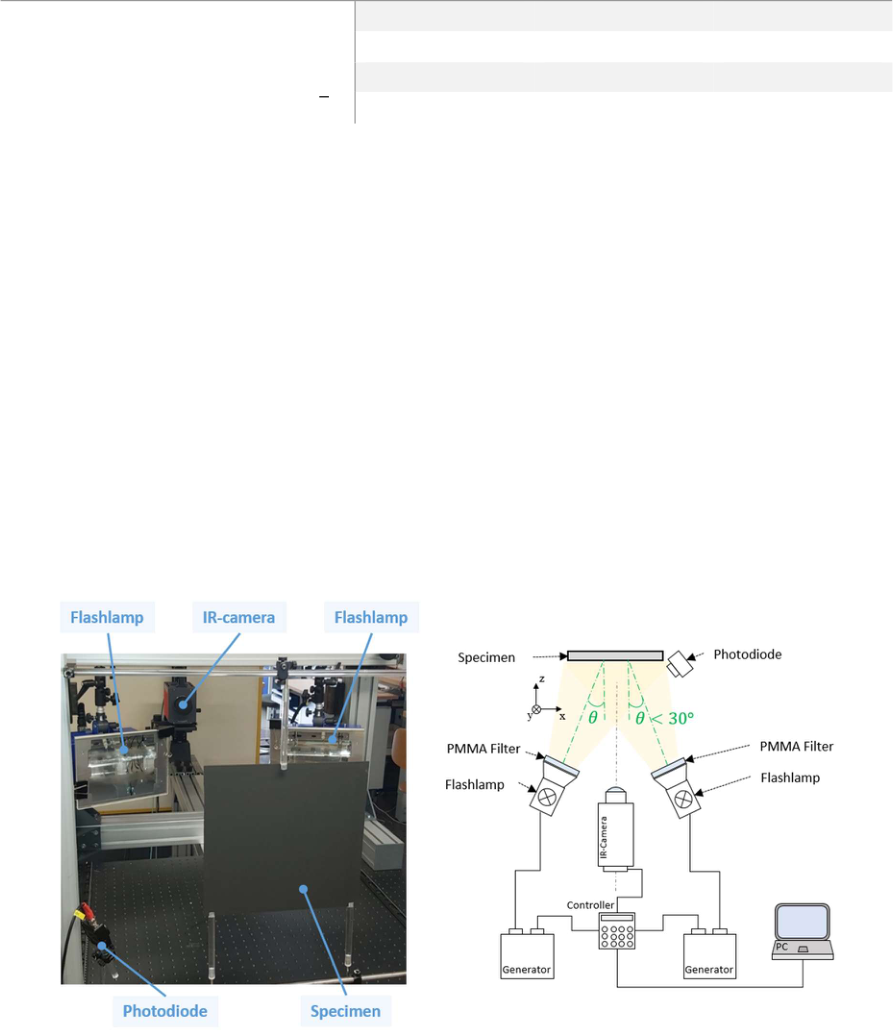 Flashlamp
IR-camera
Flashlamp
Photodiode
Specimen
Specimen
Photodiode
z
y
x
θ
θ < 30°
PMMA Filter
PMMA Filter
Flashlamp
Flashlamp
IR-Camera
Controller
Generator
Generator
PC